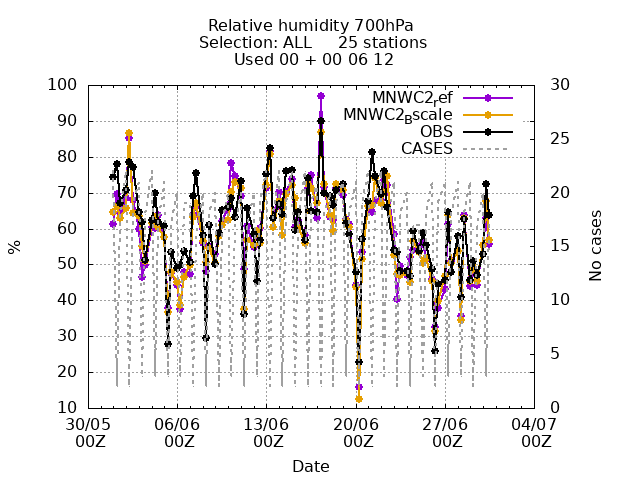 Relative humidity 700hPa
Selection: ALL 25 stations
Used 00 + 00 06 12
100
90
80
70
60
50
40
30
20
10
%
30
25
20
15
10
5
0
No cases
MNWC2ref
MNWC2Bscale
OBS
CASES
30/05 06/06 13/06 20/06 27/06 04/07
00Z 00Z 00Z 00Z 00Z 00Z
Date